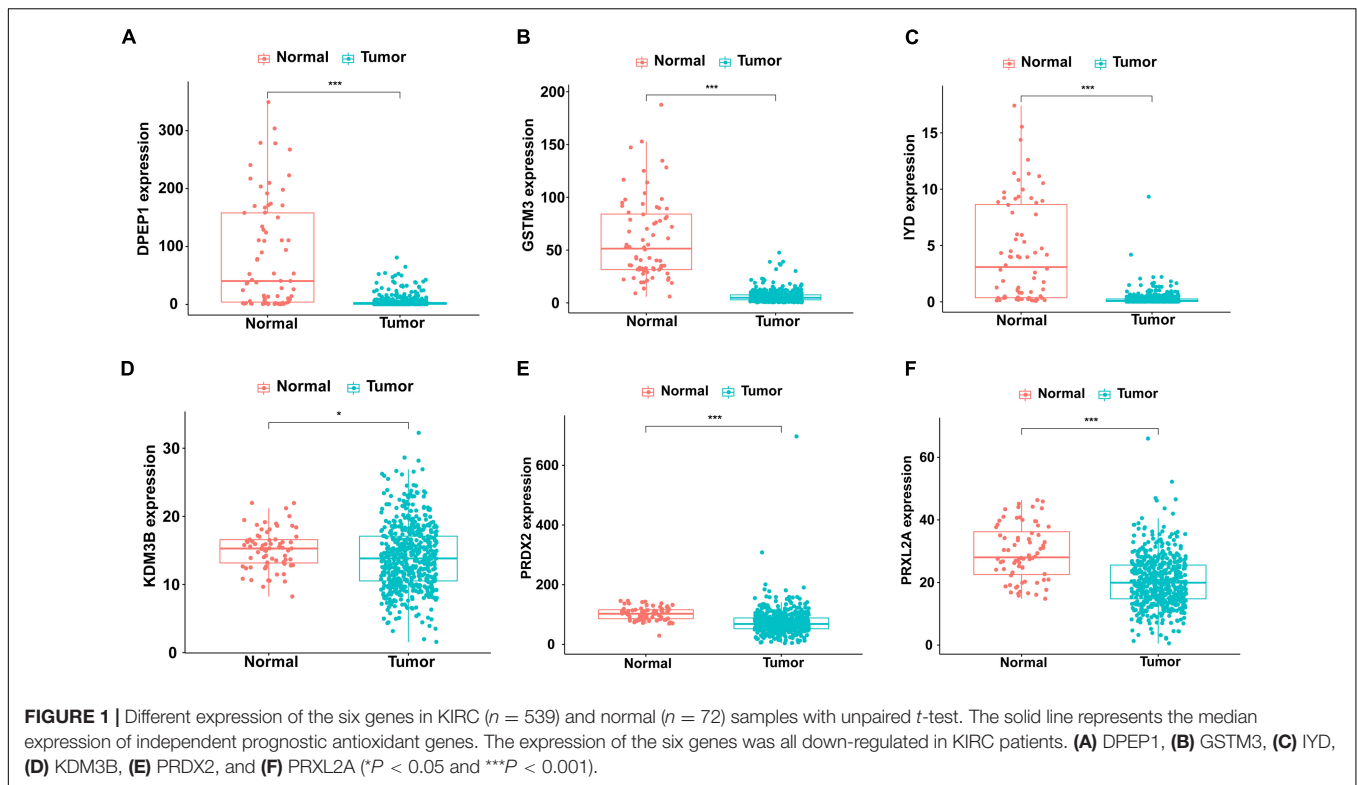 A
Normal Tumor
***
DPEP1 expression
300
200
100
0
Normal Tumor
B
Normal Tumor
***
GSTM3 expression
200
150
100
50
0
Normal Tumor
C
Normal Tumor
***
IYD expression
15
10
5
0
Normal Tumor
D
Normal Tumor
*
KDM3B expression
30
20
10
0
Normal Tumor
E
Normal Tumor
***
PRDX2 expression
600
400
200
0
Normal Tumor
F
Normal Tumor
***
PRXL2A expression
60
40
20
0
Normal Tumor
FIGURE 1 | Different expression of the six genes in KIRC (n = 539) and normal (n = 72) samples with unpaired t-test. The solid line represents the median
expression of independent prognostic antioxidant genes. The expression of the six genes was all down-regulated in KIRC patients. (A) DPEP1, (B) GSTM3, (C) IYD,
(D) KDM3B, (E) PRDX2, and (F) PRXL2A (*P < 0.05 and ***P < 0.001).